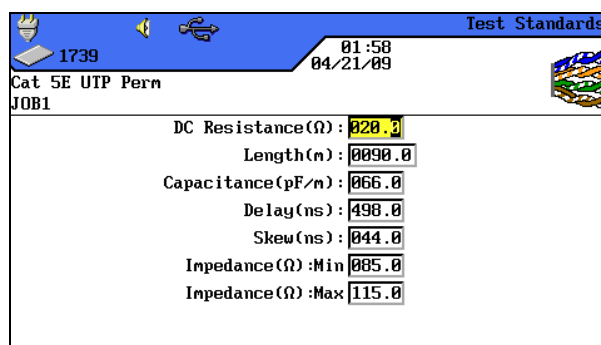 Test Standards
1739
01:58
04/21/09
Cat 5E UTP Perm
JOB1
DC Resistance(Ω): 020.0
Length(m): 0090.0
Capacitance(pF/m): 066.0
Delay(ns): 498.0
Skew(ns): 044.0
Impedance(Ω):Min 085.0
Impedance(Ω):Max 115.0